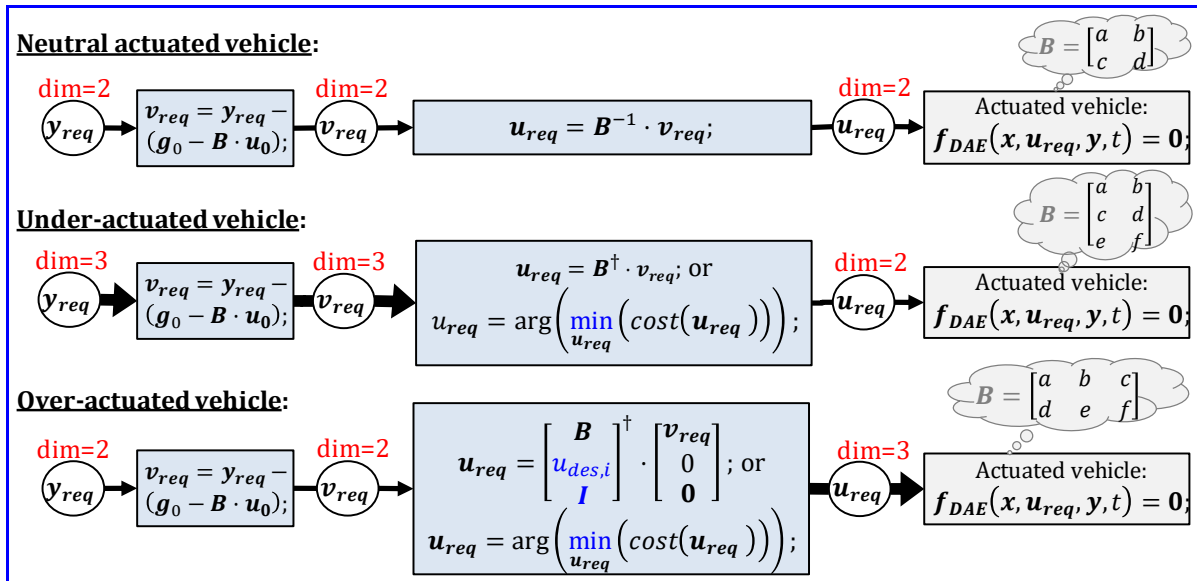 Neutral actuated vehicle:
B = [a b
c d]
dim=2
dim=2
dim=2
y_req
v_req = y_req −
(g_0 − B · u_0);
v_req
u_req = B^−1 · v_req;
u_req
Actuated vehicle:
f_DAE(x, u_req, y, t) = 0;
Under-actuated vehicle:
B = [a b
c d
e f]
dim=3
dim=3
dim=2
y_req
v_req = y_req −
(g_0 − B · u_0);
v_req
u_req = B^† · v_req; or
u_req = arg(min_{u_req}(cost(u_req)));
u_req
Actuated vehicle:
f_DAE(x, u_req, y, t) = 0;
Over-actuated vehicle:
B = [a b c
d e f]
dim=2
dim=2
dim=3
y_req
v_req = y_req −
(g_0 − B · u_0);
v_req
u_req = [B
u_des,i
I]^† · [v_req
0
0]; or
u_req = arg(min_{u_req}(cost(u_req)));
u_req
Actuated vehicle:
f_DAE(x, u_req, y, t) = 0;